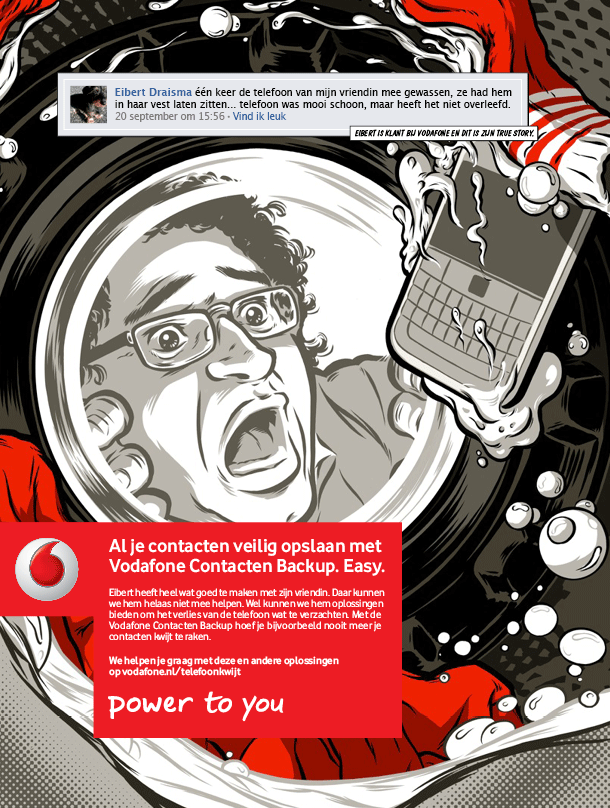 Eibert Draisma één keer de telefoon van mijn vriendin mee gewassen, ze had hem
in haar vest laten zitten... telefoon was mooi schoon, maar heeft het niet overleefd.
20 september om 15:56 · Vind ik leuk
EIBERT IS KLANT BIJ VODAFONE EN DIT IS ZIJN TRUE STORY.
Al je contacten veilig opslaan met
Vodafone Contacten Backup. Easy.
Eibert heeft heel wat goed te maken met zijn vriendin. Daar kunnen
we hem helaas niet mee helpen. Wel kunnen we hem oplossingen
bieden om het verlies van de telefoon wat te verzachten. Met de
Vodafone Contacten Backup hoef je bijvoorbeeld nooit meer je
contacten kwijt te raken.
We helpen je graag met deze en andere oplossingen
op vodafone.nl/telefoonkwijt
power to you